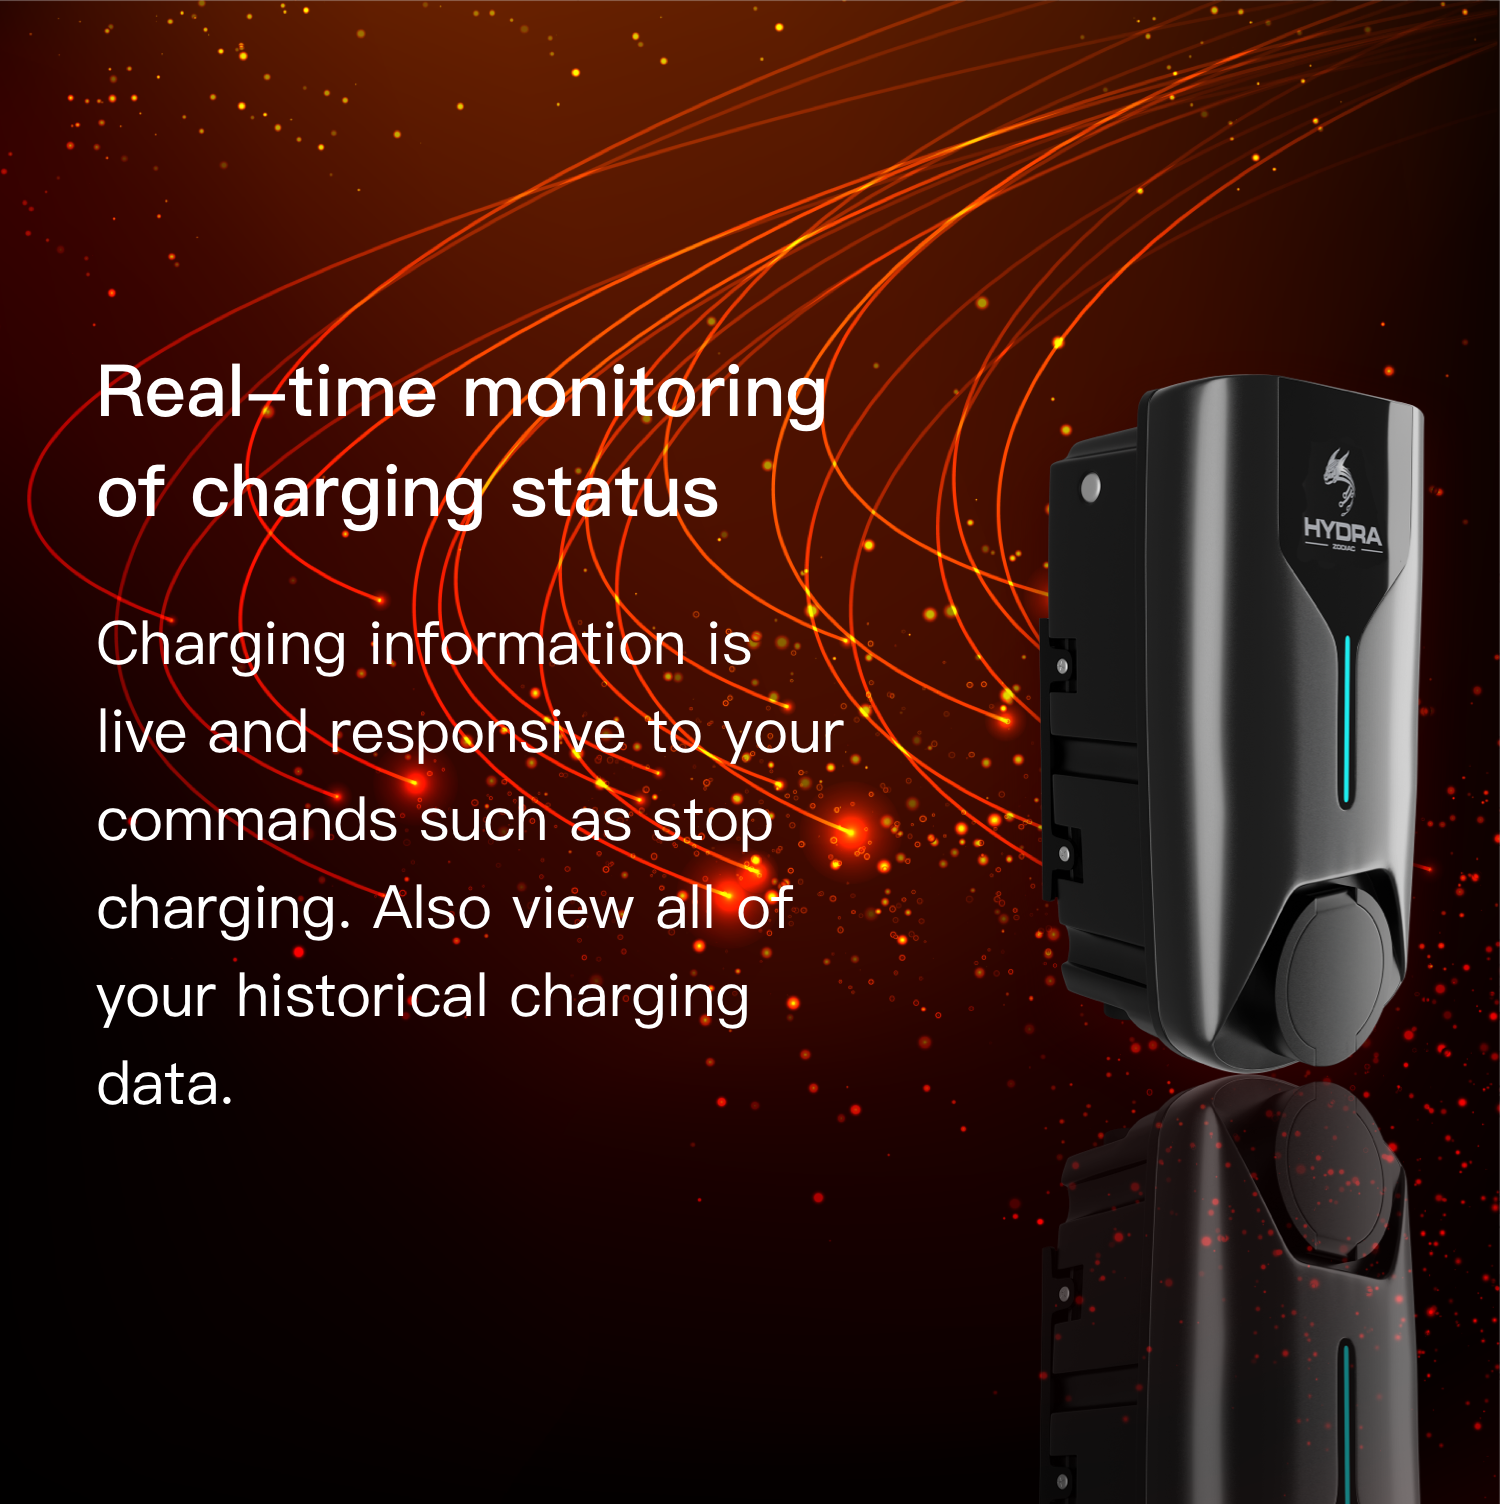 Real-time monitoring
of charging status
Charging information is
live and responsive to your
commands such as stop
charging. Also view all of
your historical charging
data.
HYDRA
ZODIAC